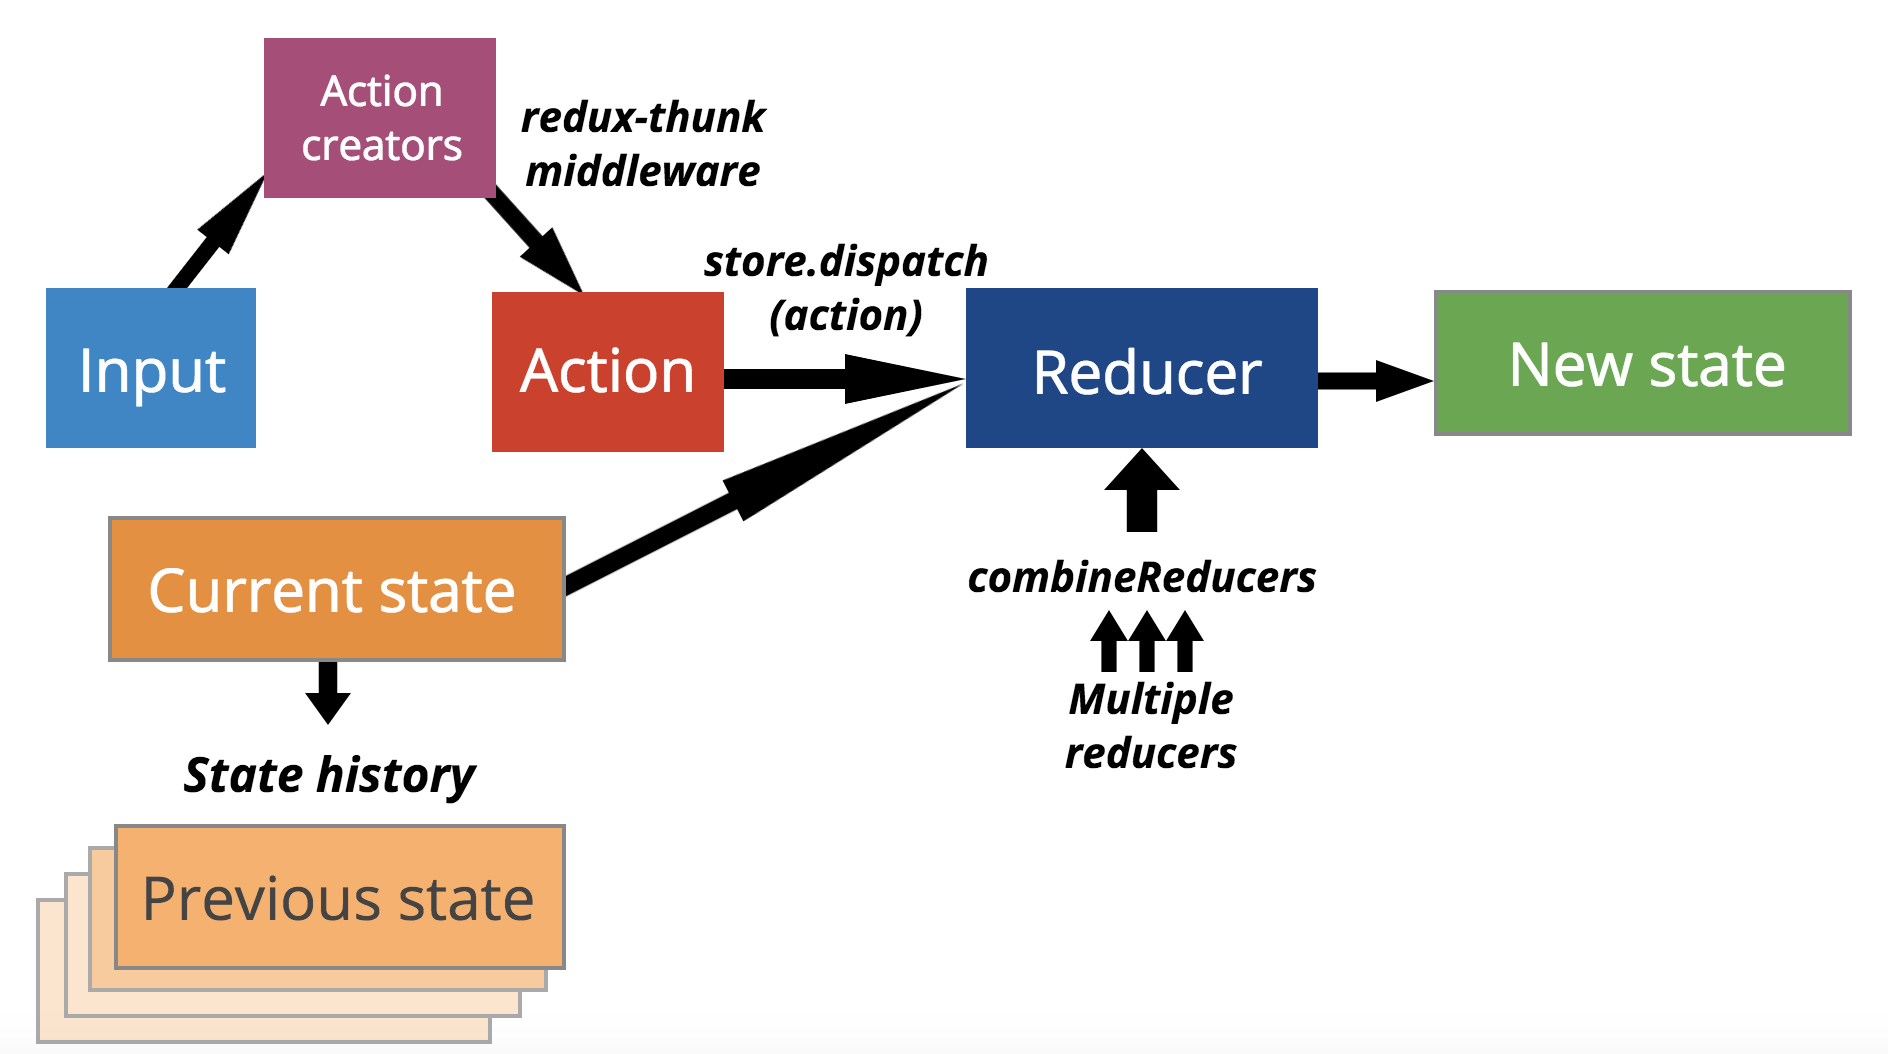 Action
creators
redux-thunk
middleware
store.dispatch
(action)
Input
Action
Reducer
New state
Current state
combineReducers
Multiple
reducers
State history
Previous state